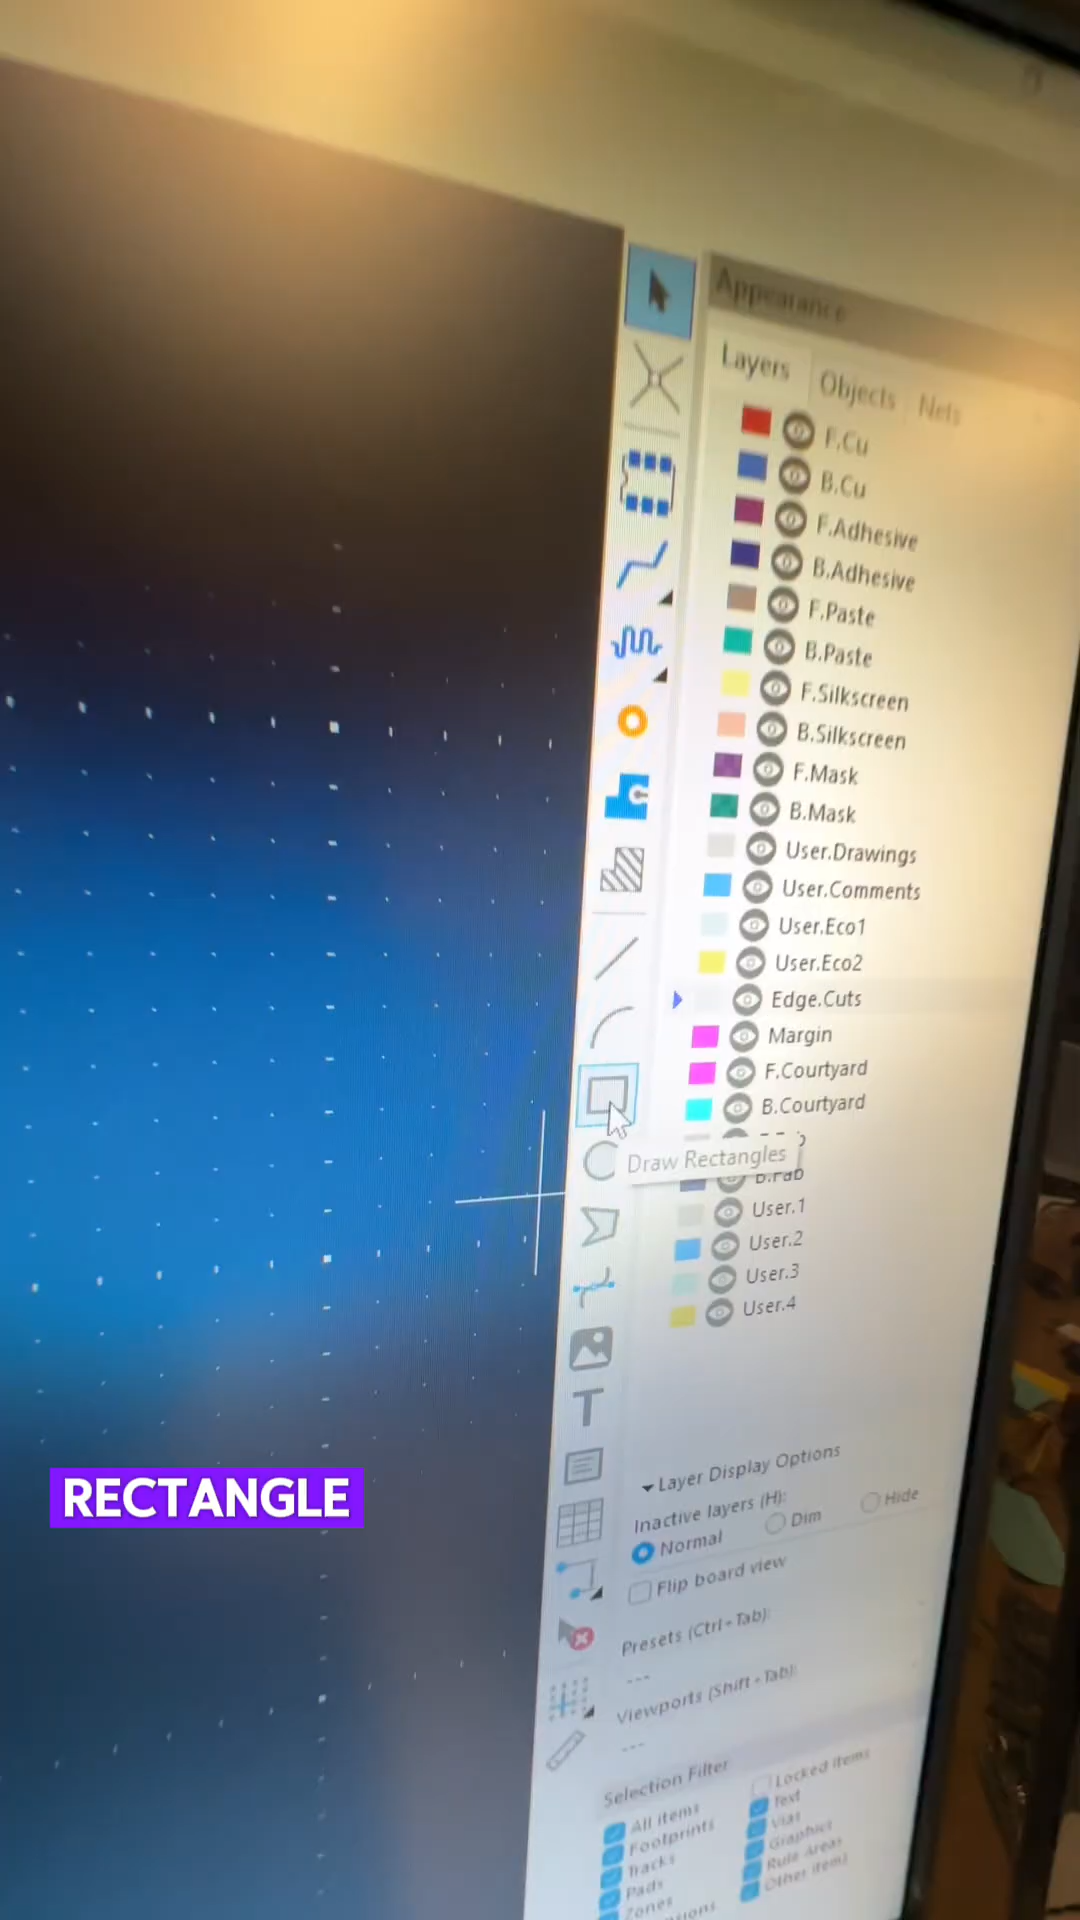 Appearance
Layers Objects Nets
F.Cu
B.Cu
F.Adhesive
B.Adhesive
F.Paste
B.Paste
F.Silkscreen
B.Silkscreen
F.Mask
B.Mask
User.Drawings
User.Comments
User.Eco1
User.Eco2
Edge.Cuts
Margin
F.Courtyard
B.Courtyard
Draw Rectangles
B.Fab
User.1
User.2
User.3
User.4
T
RECTANGLE
Layer Display Options
Inactive layers (H):
Normal Dim Hide
Flip board view
Presets (Ctrl+Tab):
---
Viewports (Shift+Tab):
---
Selection Filter
All items Locked items
Footprints Text
Tracks Vias
Pads Graphics
Zones Rule Areas
Other items